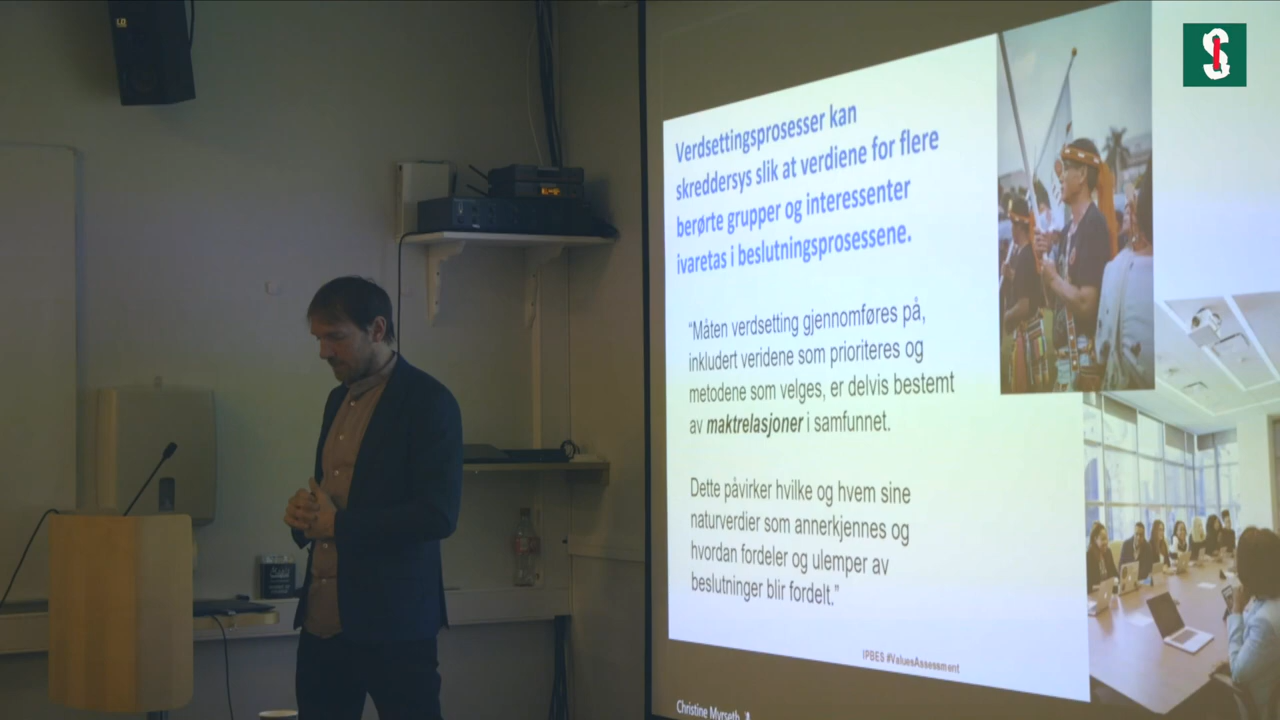 Verdsettingsprosesser kan
skreddersys slik at verdiene for flere
berørte grupper og interessenter
ivaretas i beslutningsprosessene.
“Måten verdsetting gjennomføres på,
inkludert veridene som prioriteres og
metodene som velges, er delvis bestemt
av maktrelasjoner i samfunnet.
Dette påvirker hvilke og hvem sine
naturverdier som annerkjennes og
hvordan fordeler og ulemper av
beslutninger blir fordelt.”
IPBES #ValuesAssessment
Christine Myrseth